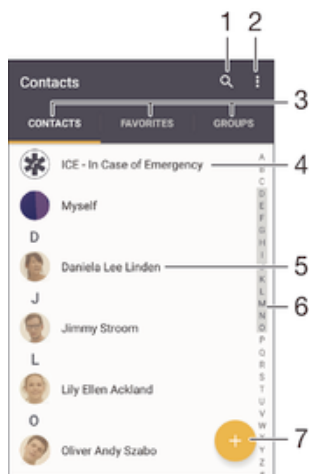 1 2
Contacts
3
CONTACTS FAVORITES GROUPS
ICE - In Case of Emergency
4
Myself
D
Daniela Lee Linden
5
J
Jimmy Stroom
6
L
Lily Ellen Ackland
O
Oliver Andy Szabo
7
A
B
C
D
E
F
G
H
I
K
L
M
N
O
P
Q
R
S
T
U
V
W
Y
Z